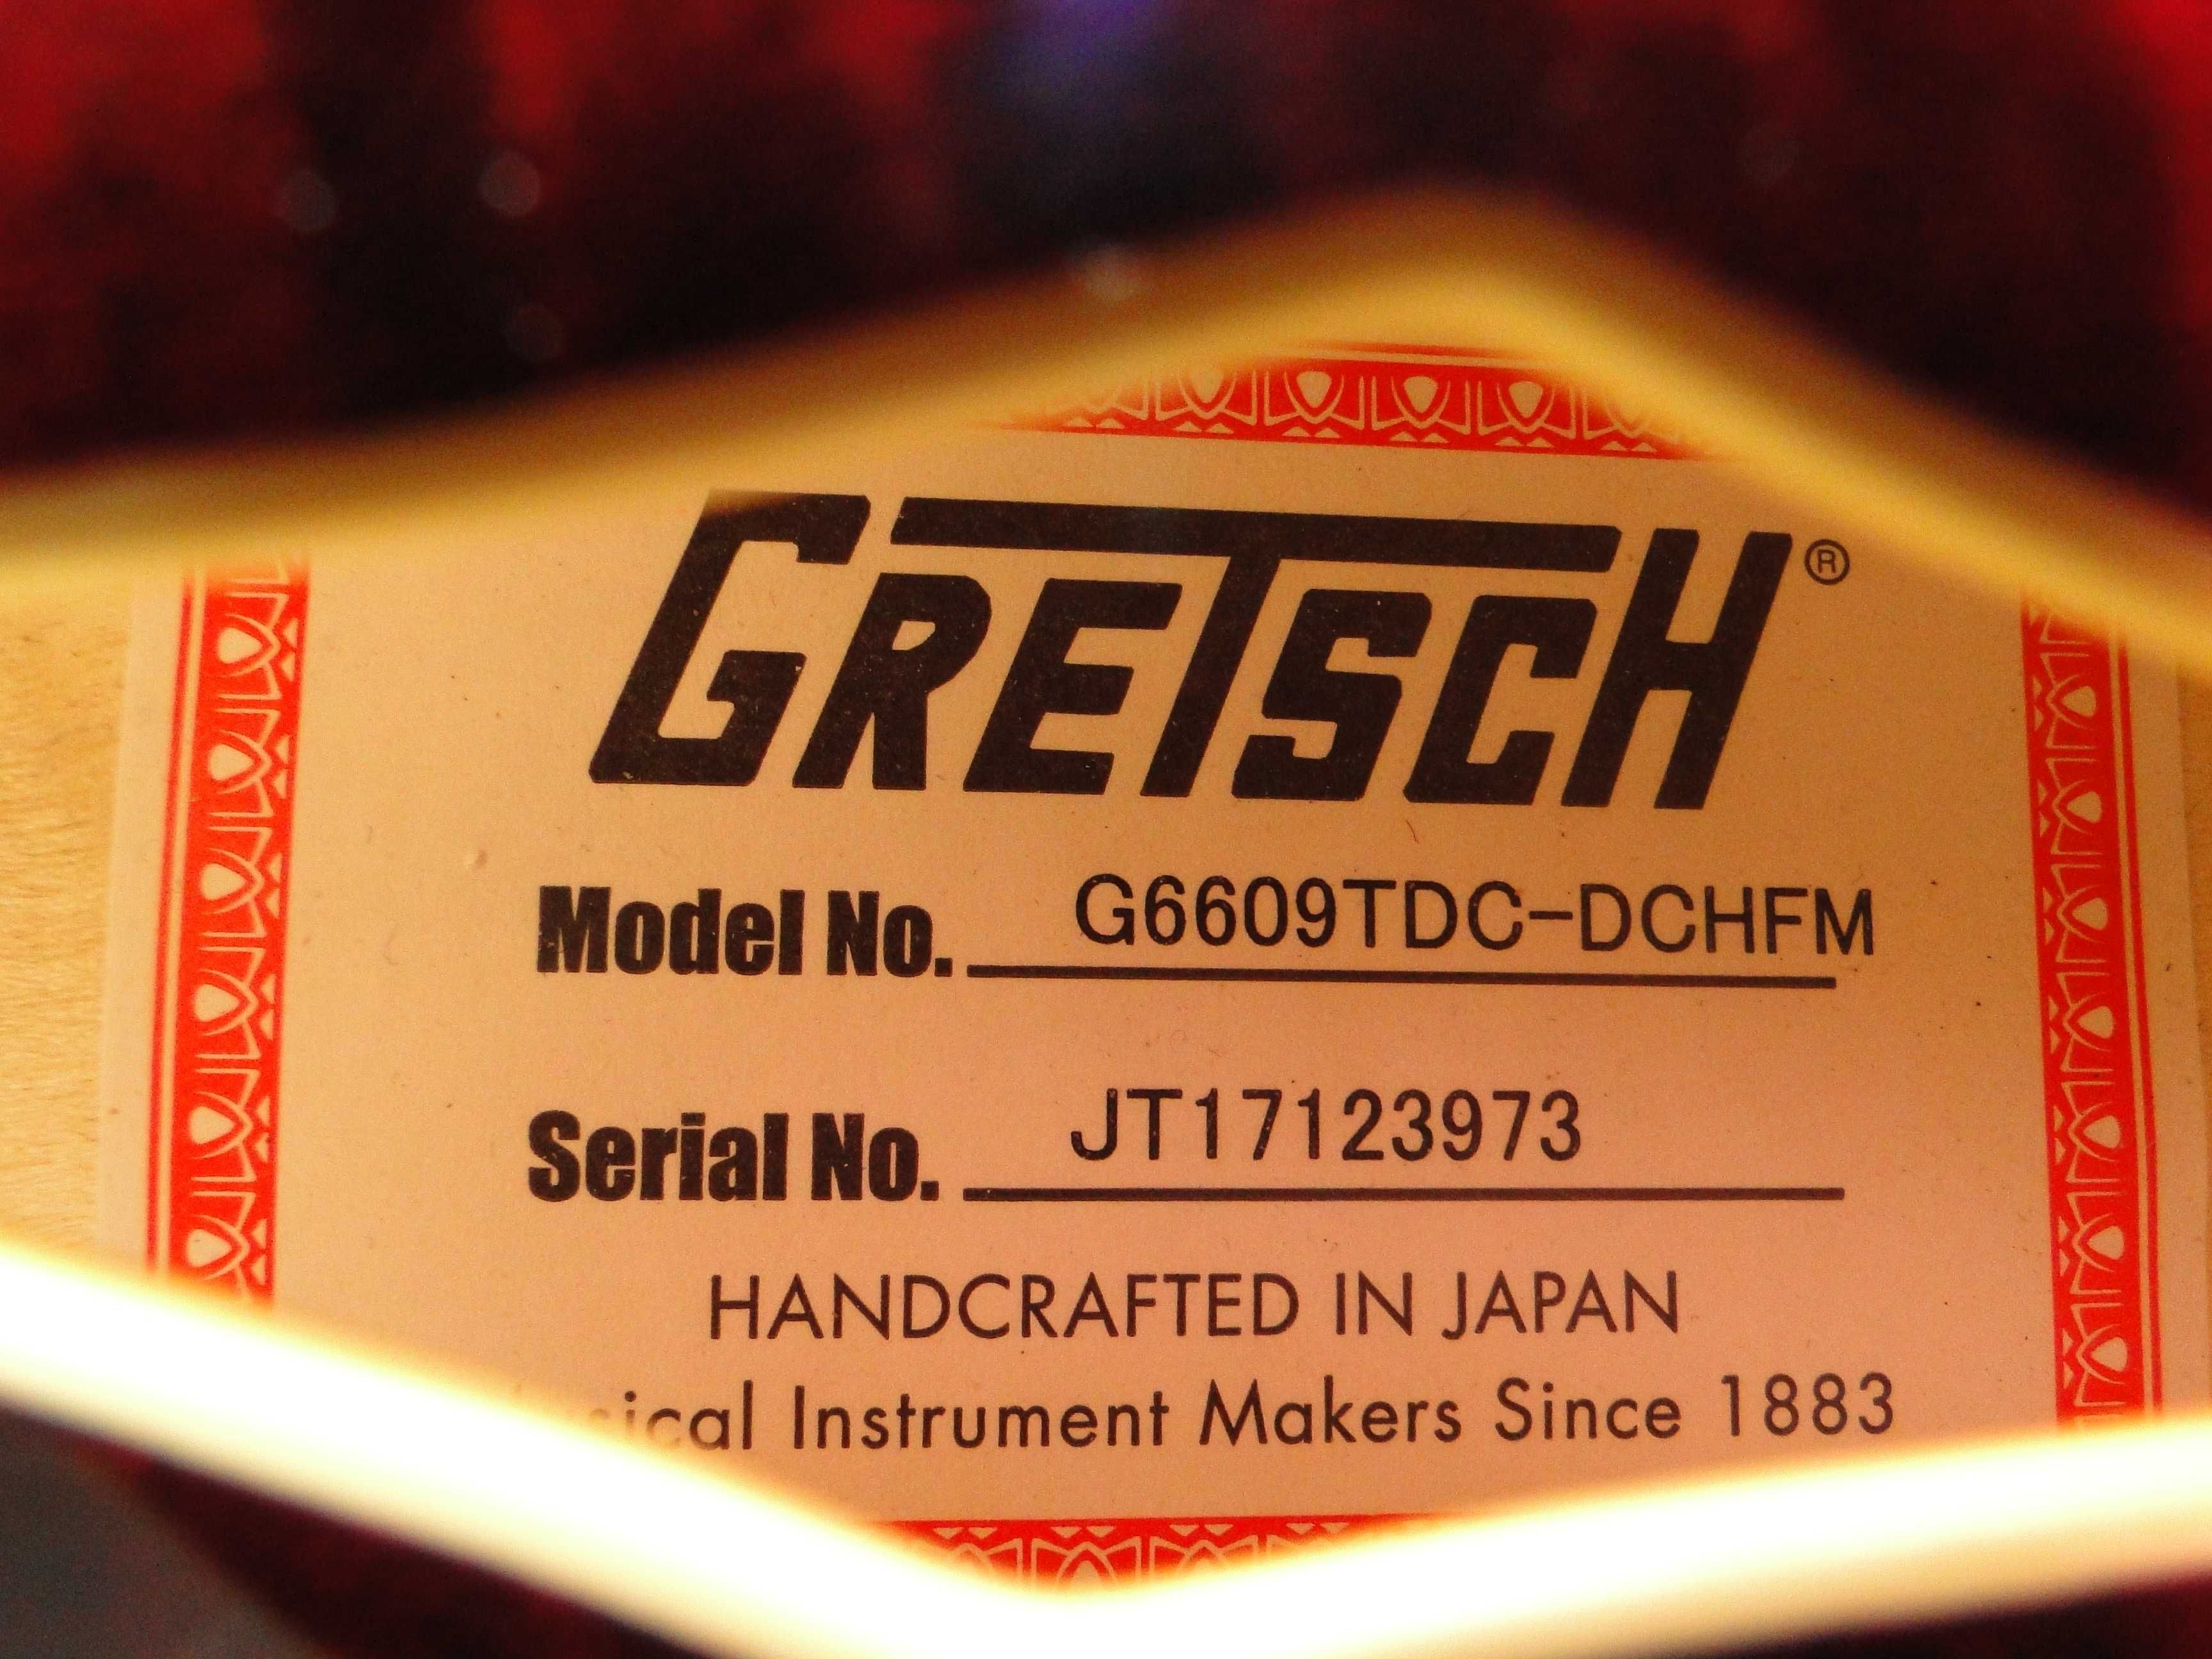 GRETSCH®
Model No. G6609TDC-DCHFM
Serial No. JT17123973
HANDCRAFTED IN JAPAN
Instrument Makers Since 1883